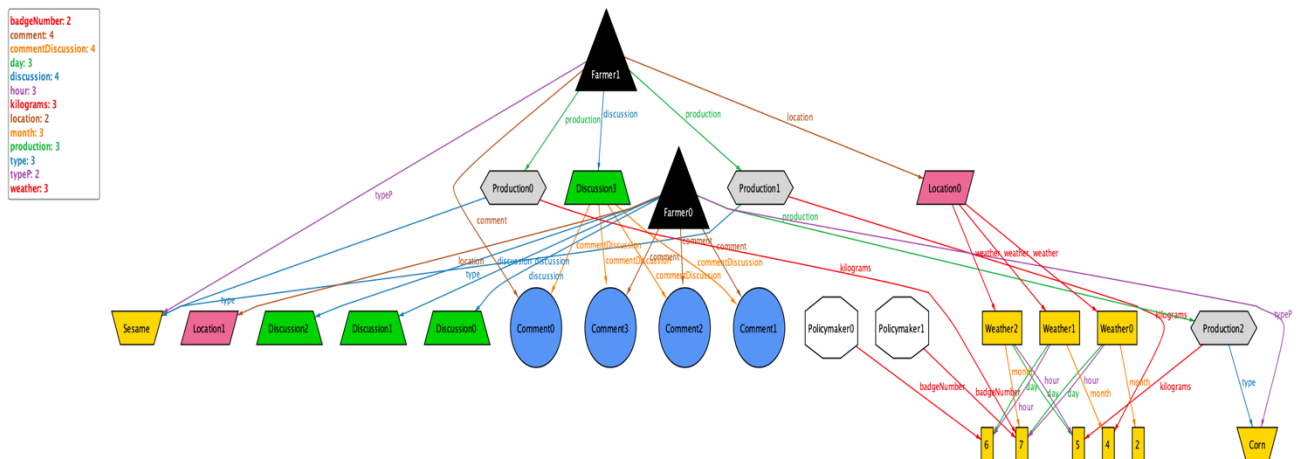 badgeNumber: 2
comment: 4
commentDiscussion: 4
day: 3
discussion: 4
hour: 3
kilograms: 3
location: 2
month: 3
production: 3
type: 3
typeP: 2
weather: 3
Farmer1
production
discussion
production
location
typeP
Production0
Discussion3
Production1
Location0
Farmer0
comment
production
commentDiscussion
comment
comment
weather weather weather
location
discussion discussion
comment
commentDiscussion
commentDiscussion
kilograms
type
discussion
commentDiscussion
type
kilograms
typeP
Sesame
Location1
Discussion2
Discussion1
Discussion0
Comment0
Comment3
Comment2
Comment1
Policymaker0
Policymaker1
Weather2
Weather1
Weather0
Production2
month
hour
hour
month
type
badgeNumber
badgeNumber
day
day
day
kilograms
hour
month
6
7
5
4
2
Corn